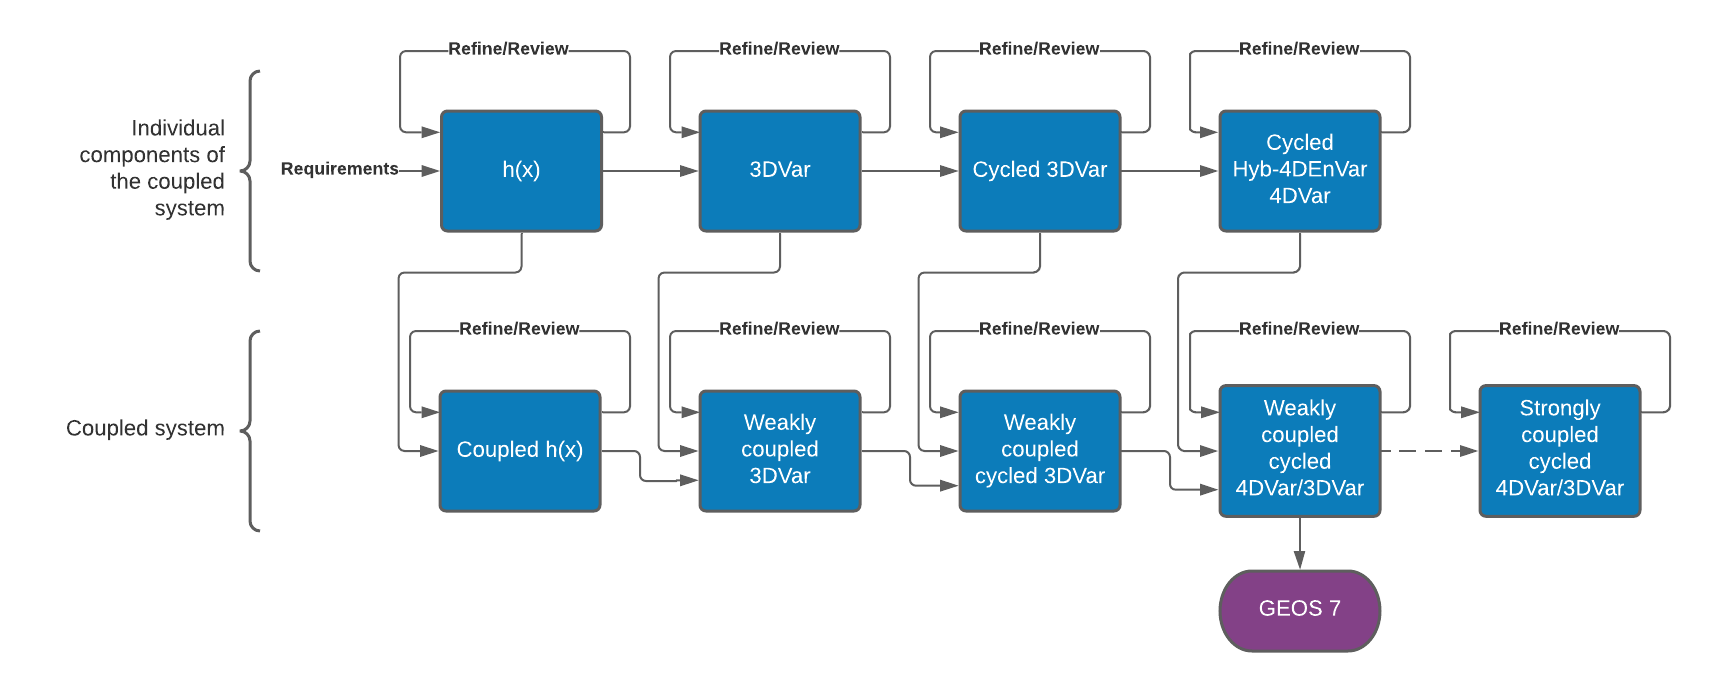 Refine/Review
Refine/Review
Refine/Review
Refine/Review
Individual
components of
the coupled
system
Requirements
h(x)
3DVar
Cycled 3DVar
Cycled
Hyb-4DEnVar
4DVar
Refine/Review
Refine/Review
Refine/Review
Refine/Review
Refine/Review
Coupled system
Coupled h(x)
Weakly
coupled
3DVar
Weakly
coupled
cycled 3DVar
Weakly
coupled
cycled
4DVar/3DVar
Strongly
coupled
cycled
4DVar/3DVar
GEOS 7